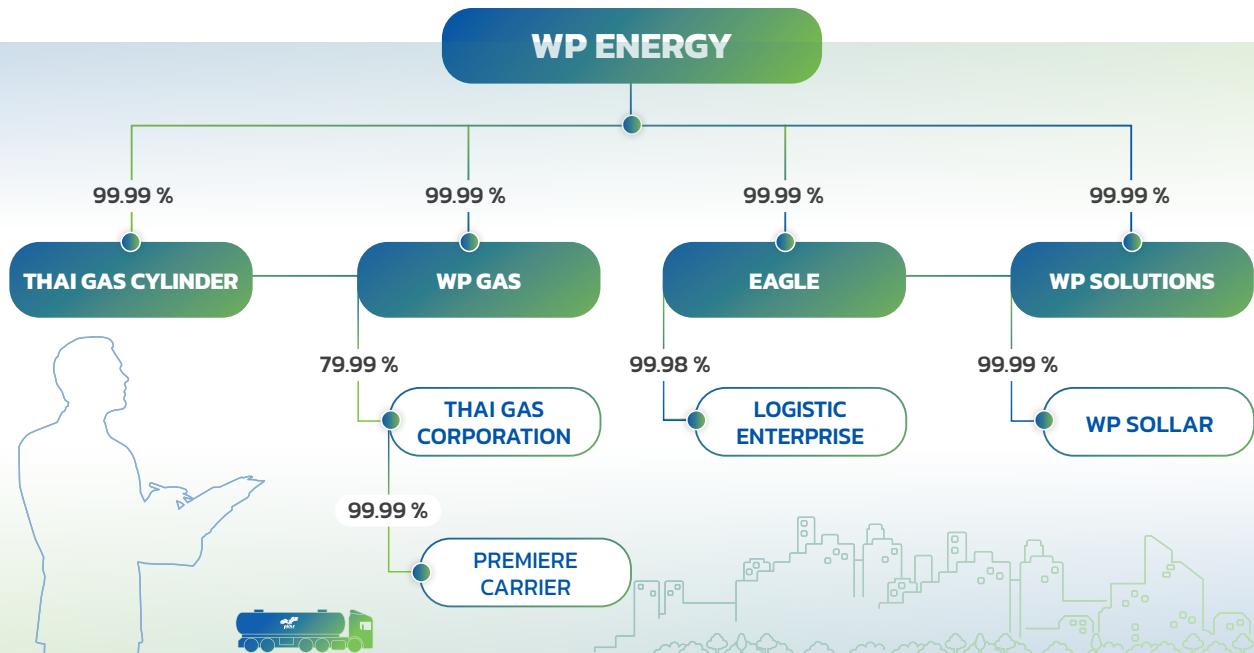 WP ENERGY
99.99 %
99.99 %
99.99 %
99.99 %
THAI GAS CYLINDER
WP GAS
EAGLE
WP SOLUTIONS
79.99 %
99.98 %
99.99 %
THAI GAS
CORPORATION
LOGISTIC
ENTERPRISE
WP SOLLAR
99.99 %
PREMIERE
CARRIER